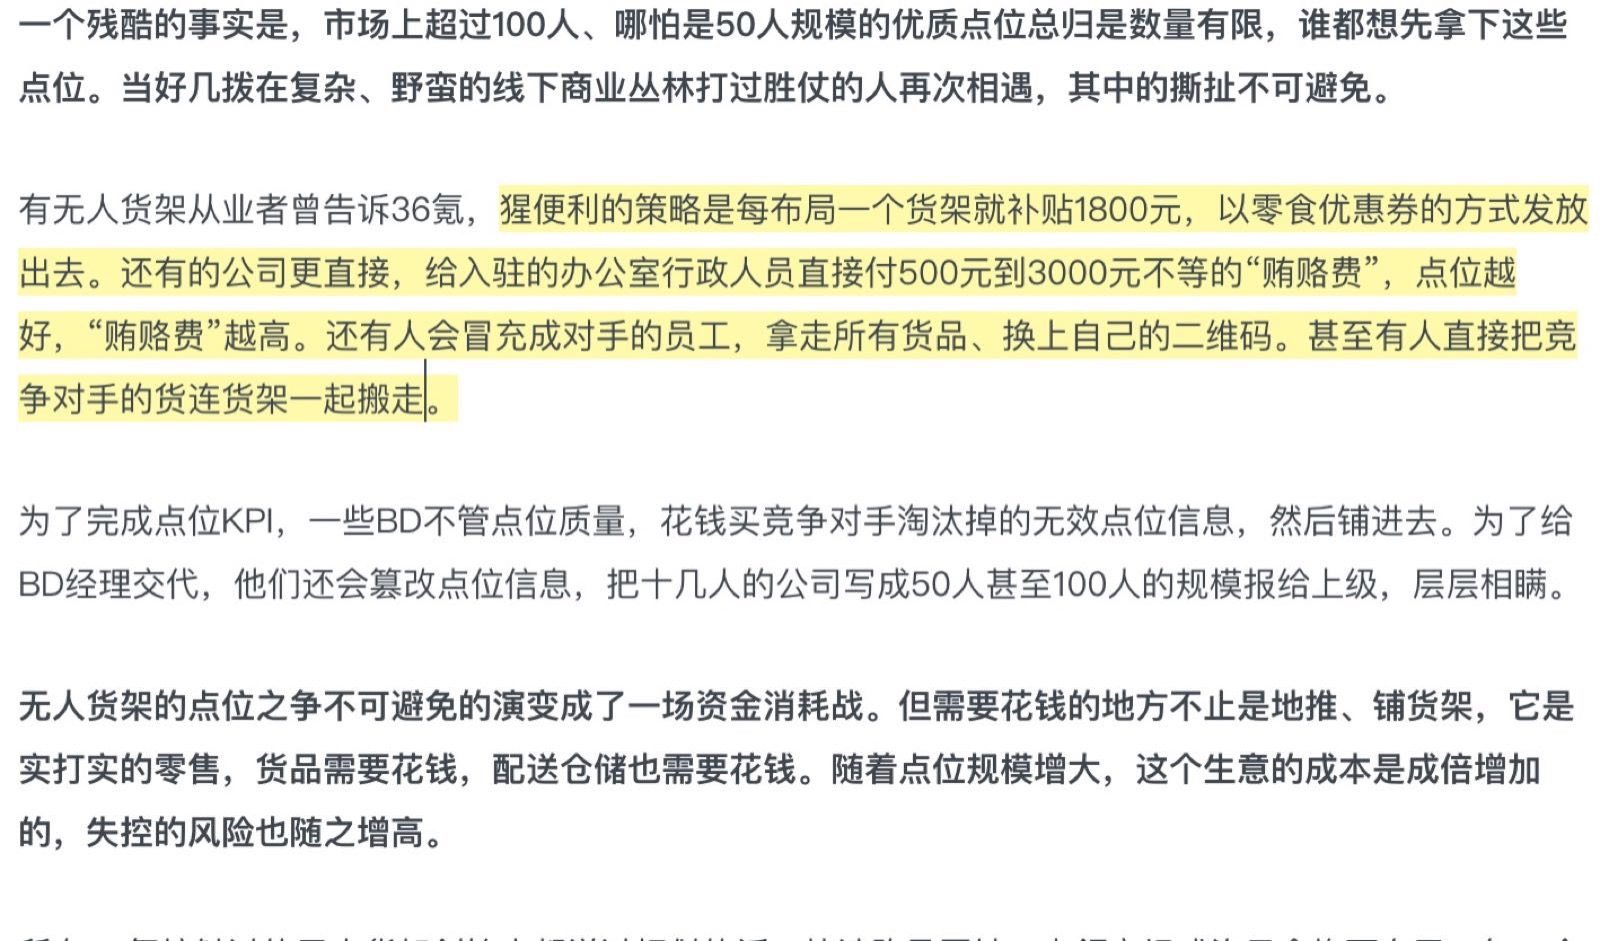 一个残酷的事实是，市场上超过100人、哪怕是50人规模的优质点位总归是数量有限，谁都想先拿下这些
点位。当好几拨在复杂、野蛮的线下商业丛林打过胜仗的人再次相遇，其中的撕扯不可避免。
有无人货架从业者曾告诉36氪，猩便利的策略是每布局一个货架就补贴1800元，以零食优惠券的方式发放
出去。还有的公司更直接，给入驻的办公室行政人员直接付500元到3000元不等的“贿赂费”，点位越
好，“贿赂费”越高。还有人会冒充成对手的员工，拿走所有货品、换上自己的二维码。甚至有人直接把竞
争对手的货连货架一起搬走。
为了完成点位KPI，一些BD不管点位质量，花钱买竞争对手淘汰掉的无效点位信息，然后铺进去。为了给
BD经理交代，他们还会篡改点位信息，把十几人的公司写成50人甚至100人的规模报给上级，层层相瞒。
无人货架的点位之争不可避免的演变成了一场资金消耗战。但需要花钱的地方不止是地推、铺货架，它是
实打实的零售，货品需要花钱，配送仓储也需要花钱。随着点位规模增大，这个生意的成本是成倍增加
的，失控的风险也随之增高。